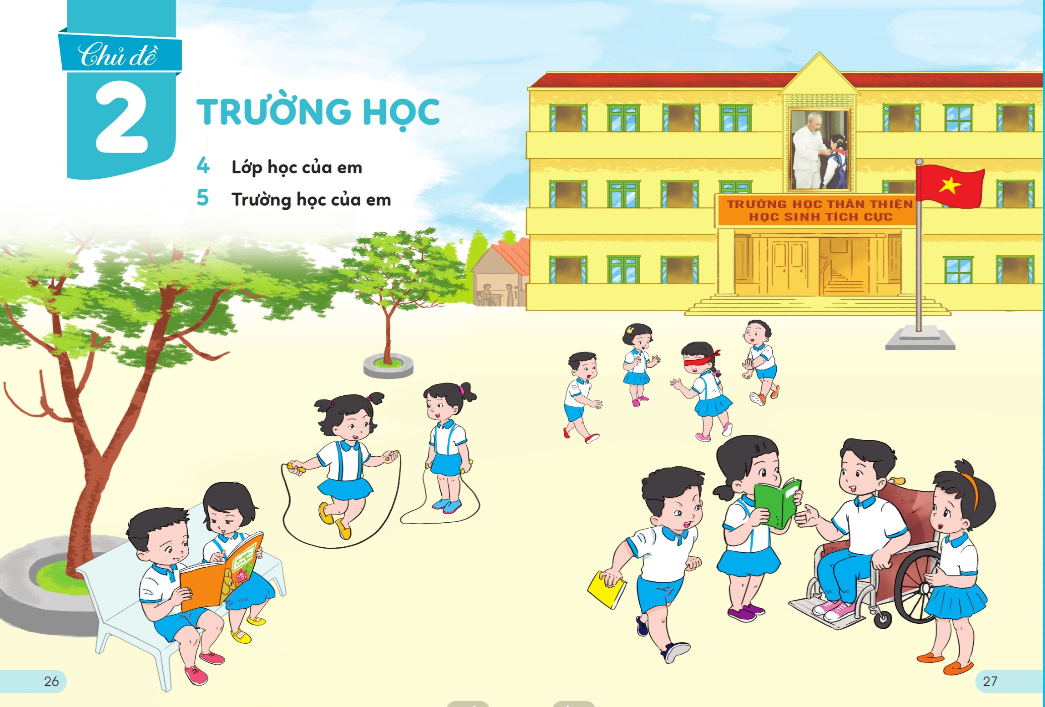 Chủ đề
2
TRƯỜNG HỌC
4 Lớp học của em
5 Trường học của em
TRƯỜNG HỌC THÂN THIỆN
HỌC SINH TÍCH CỰC
26
27